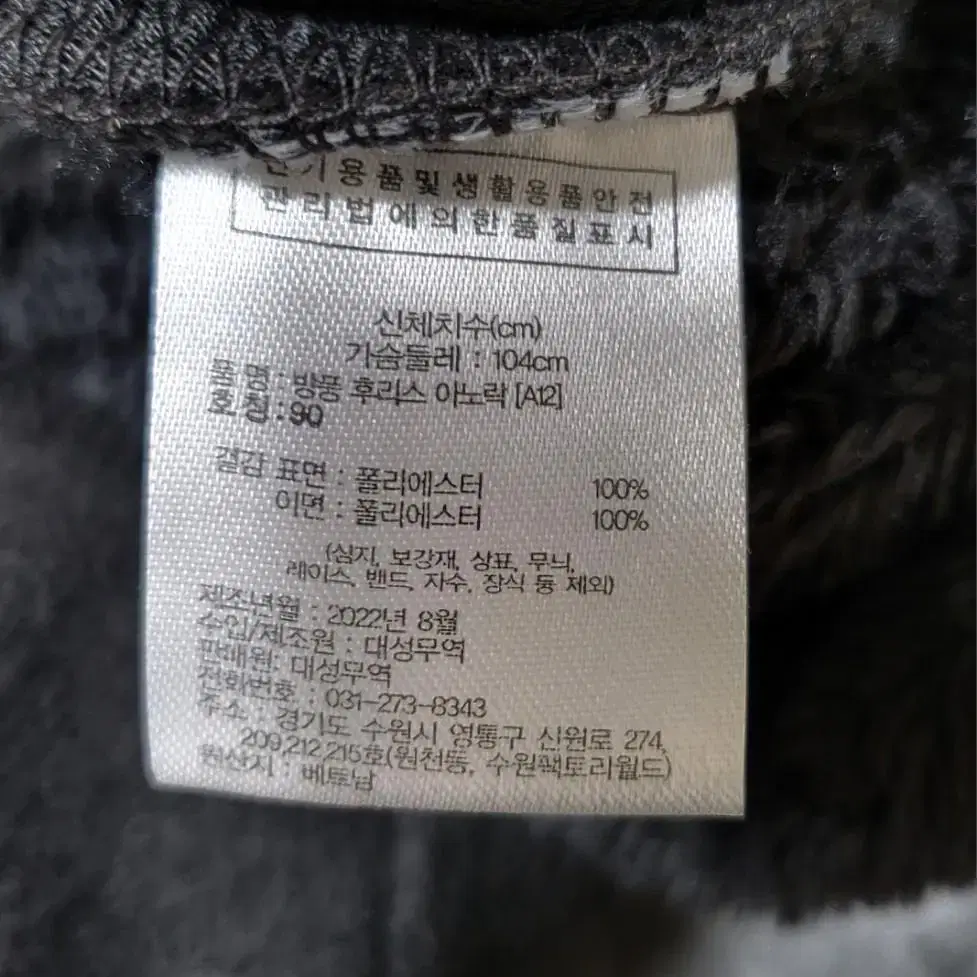 전기용품및생활용품안전
관리법에의한품질표시
신체치수(cm)
가슴둘레 : 104cm
품 명 : 방풍 후리스 아노락 [A12]
호 칭 : 90
겉감 표면 : 폴리에스터 100%
이면 : 폴리에스터 100%
(심지, 보강재, 상표, 무늬,
레이스, 밴드, 자수, 장식 등 제외)
제조년월 : 2022년 8월
수입/제조원 : 대성무역
판매원: 대성무역
전화번호 : 031-273-8343
주소 : 경기도 수원시 영통구 신원로 274,
209,212,215호(원천동, 수원팩토리월드)
원산지 : 베트남